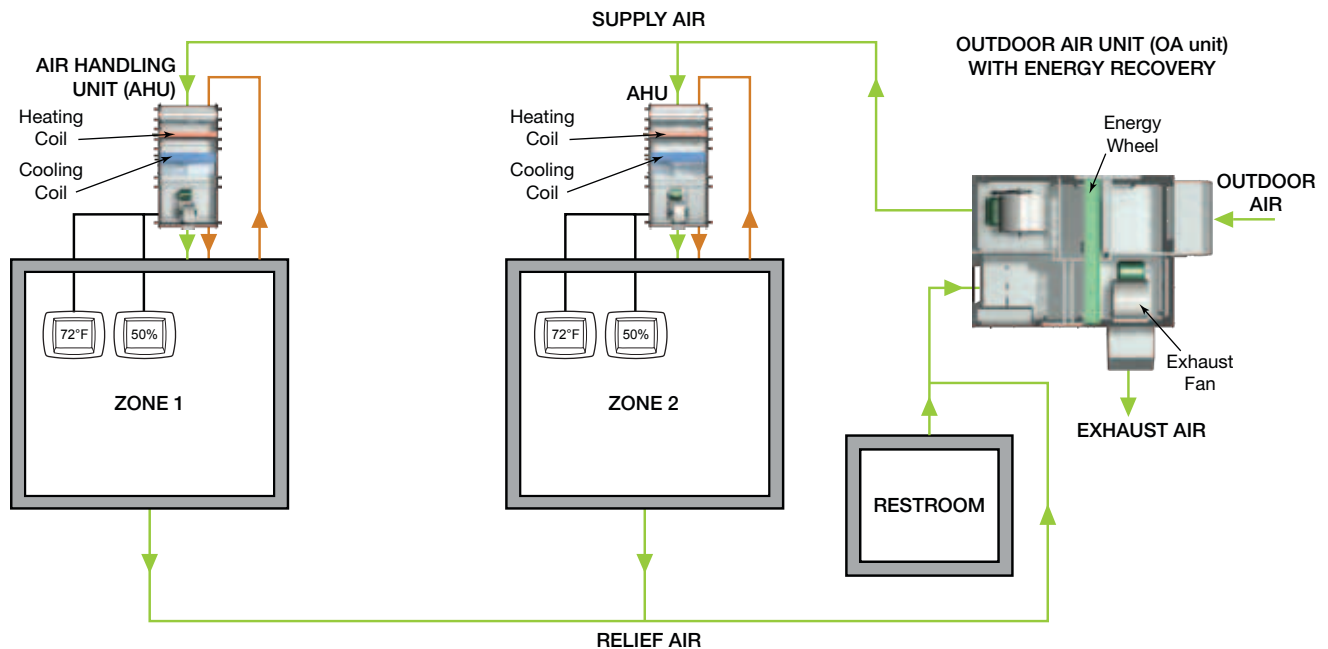 SUPPLY AIR
OUTDOOR AIR UNIT (OA unit)
WITH ENERGY RECOVERY
AIR HANDLING
UNIT (AHU)
Heating
Coil
Cooling
Coil
AHU
Heating
Coil
Cooling
Coil
Energy
Wheel
OUTDOOR
AIR
72°F
50%
ZONE 1
72°F
50%
ZONE 2
Exhaust
Fan
EXHAUST AIR
RESTROOM
RELIEF AIR